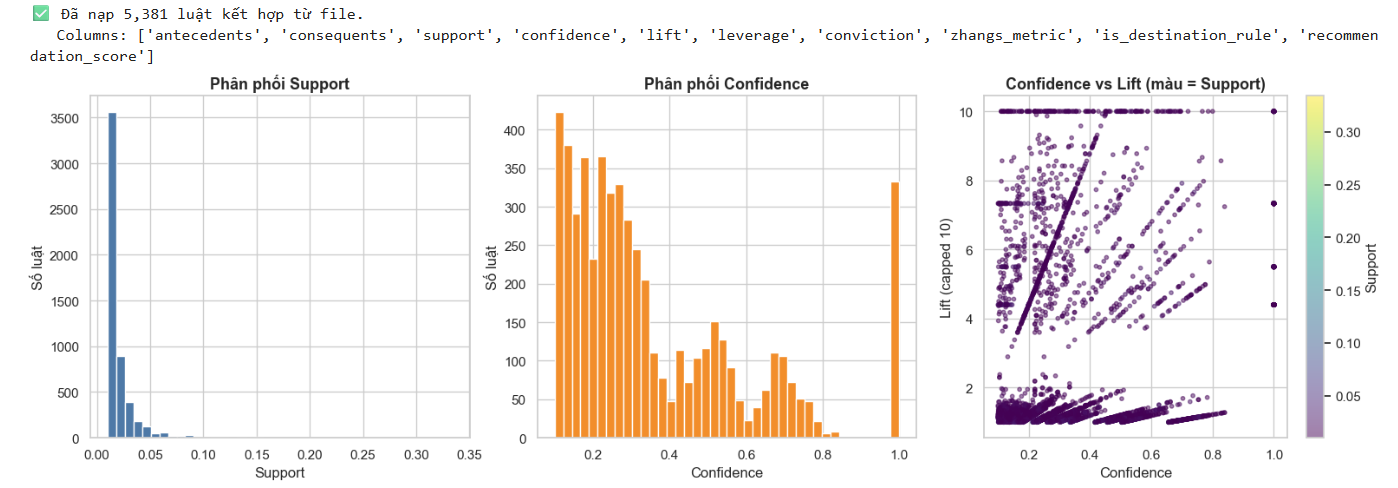 ✅ Đã nạp 5,381 luật kết hợp từ file.
Columns: ['antecedents', 'consequents', 'support', 'confidence', 'lift', 'leverage', 'conviction', 'zhangs_metric', 'is_destination_rule', 'recommen
dation_score']
Phân phối Support
Số luật
3500
3000
2500
2000
1500
1000
500
0
0.00 0.05 0.10 0.15 0.20 0.25 0.30 0.35
Support
Phân phối Confidence
Số luật
400
350
300
250
200
150
100
50
0
0.2 0.4 0.6 0.8 1.0
Confidence
Confidence vs Lift (màu = Support)
Lift (capped 10)
10
8
6
4
2
0.2 0.4 0.6 0.8 1.0
Confidence
0.30
0.25
0.20
0.15
0.10
0.05
Support